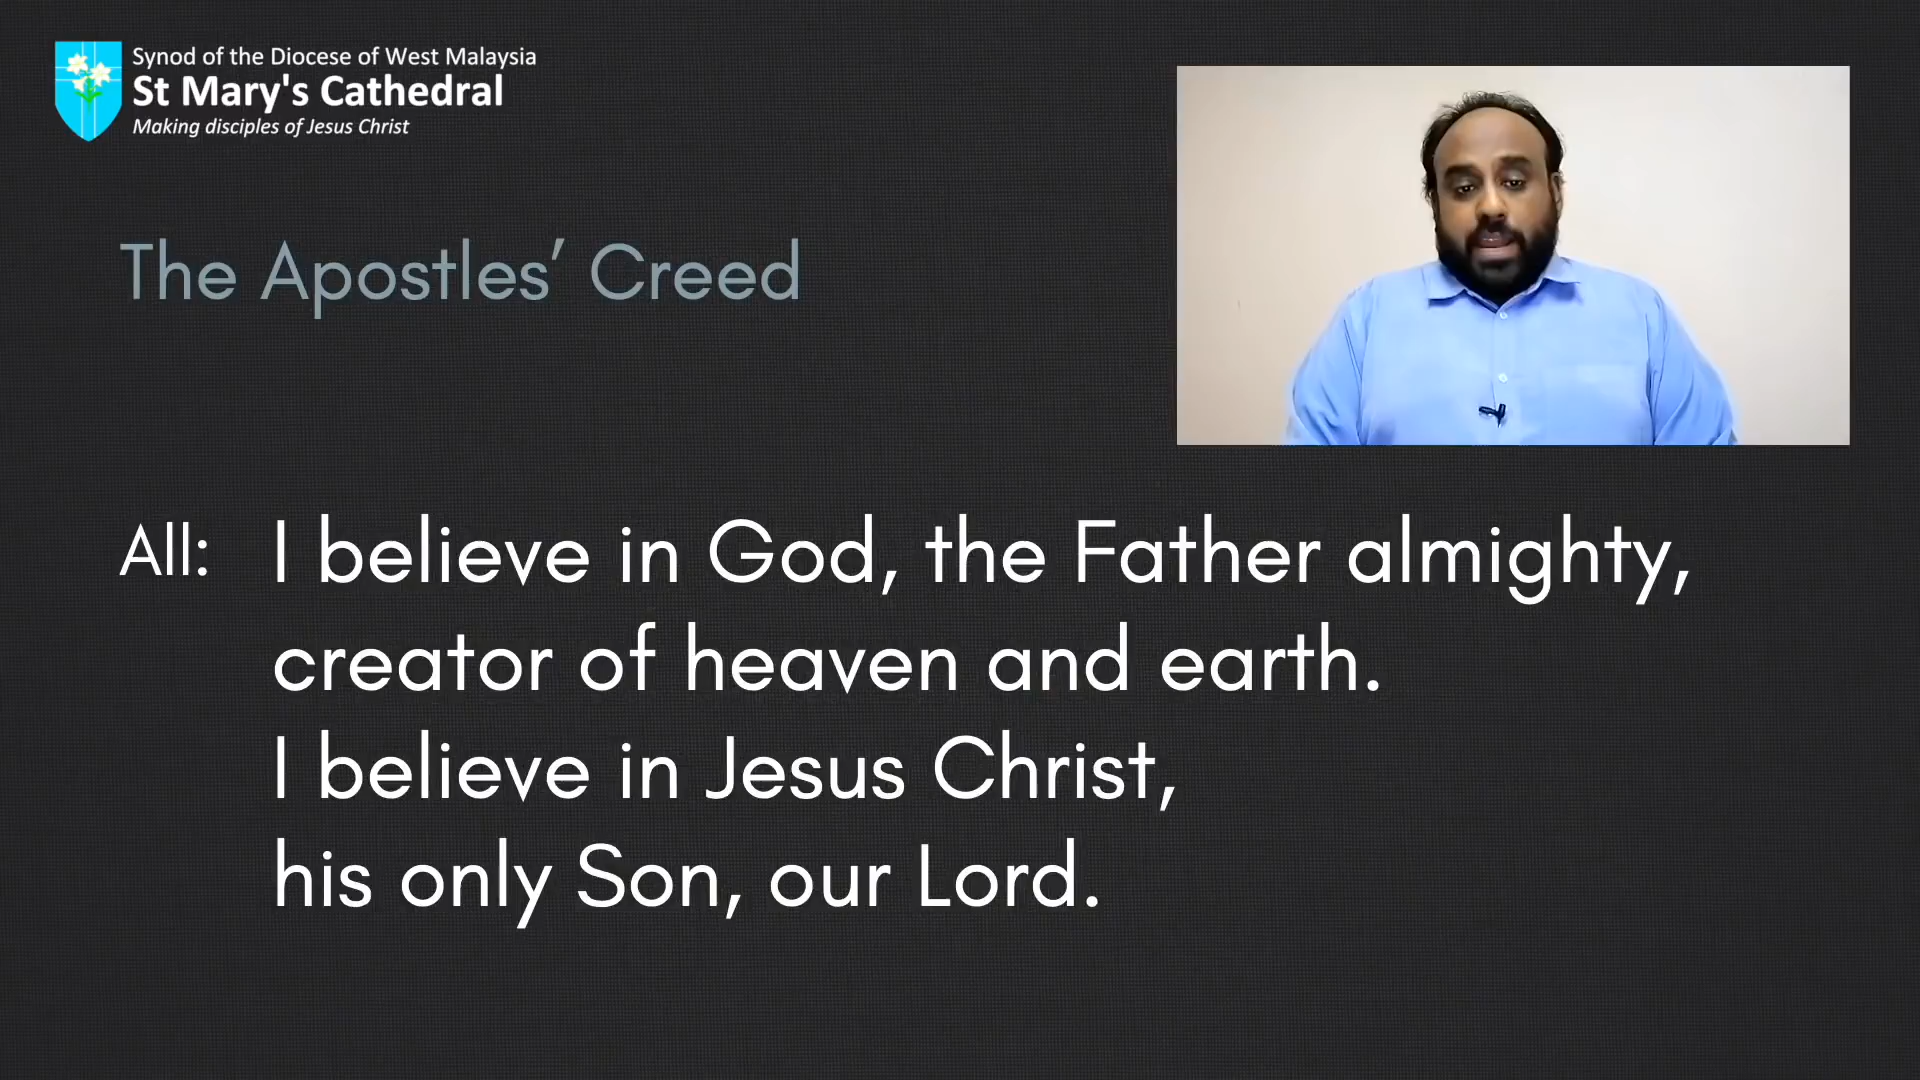 Synod of the Diocese of West Malaysia
St Mary's Cathedral
Making disciples of Jesus Christ
The Apostles’ Creed
All: I believe in God, the Father almighty,
creator of heaven and earth.
I believe in Jesus Christ,
his only Son, our Lord.